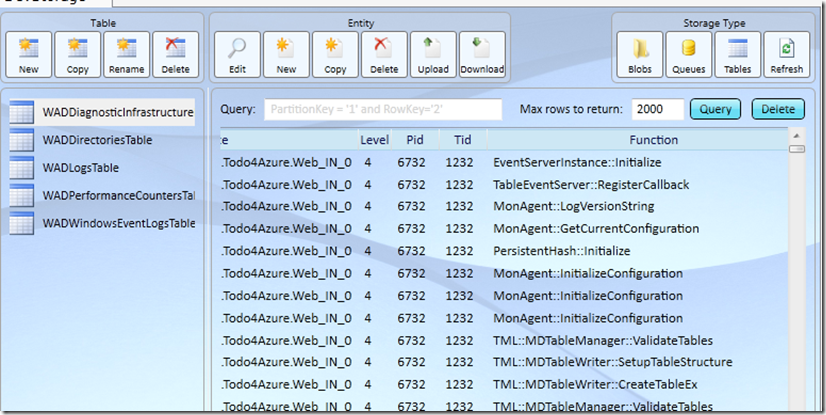 Table Entity Storage Type
New Copy Rename Delete Edit New Copy Delete Upload Download Blobs Queues Tables Refresh
WADDiagnosticInfrastructure
WADDirectoriesTable
WADLogsTable
WADPerformanceCountersTal
WADWindowsEventLogsTable
Query: PartitionKey = '1' and RowKey='2' Max rows to return: 2000 Query Delete
e Level Pid Tid Function
.Todo4Azure.Web_IN_0 4 6732 1232 EventServerInstance::Initialize
.Todo4Azure.Web_IN_0 4 6732 1232 TableEventServer::RegisterCallback
.Todo4Azure.Web_IN_0 4 6732 1232 MonAgent::LogVersionString
.Todo4Azure.Web_IN_0 4 6732 1232 MonAgent::GetCurrentConfiguration
.Todo4Azure.Web_IN_0 4 6732 1232 PersistentHash::Initialize
.Todo4Azure.Web_IN_0 4 6732 1232 MonAgent::InitializeConfiguration
.Todo4Azure.Web_IN_0 4 6732 1232 MonAgent::InitializeConfiguration
.Todo4Azure.Web_IN_0 4 6732 1232 MonAgent::InitializeConfiguration
.Todo4Azure.Web_IN_0 4 6732 1232 TML::MDTableManager::ValidateTables
.Todo4Azure.Web_IN_0 4 6732 1232 TML::MDTableWriter::SetupTableStructure
.Todo4Azure.Web_IN_0 4 6732 1232 TML::MDTableWriter::CreateTableEx
.Todo4Azure.Web_IN_0 4 6732 1232 TML::MDTableManager::ValidateTables